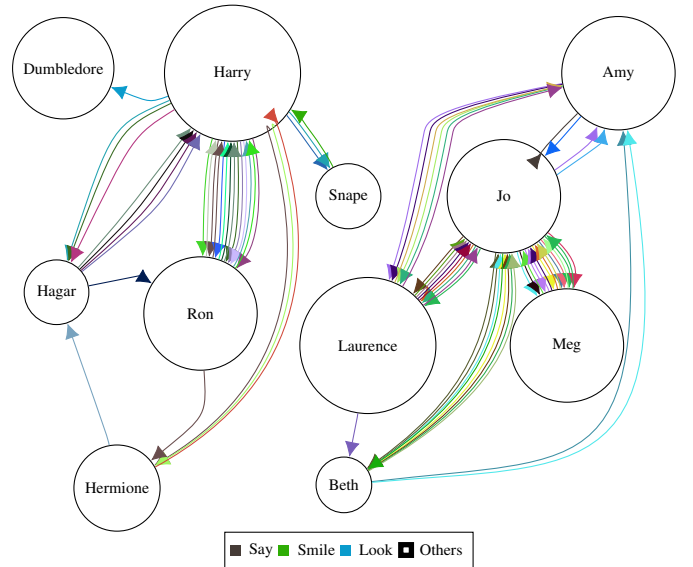 Dumbledore
Harry
Amy
Snape
Jo
Hagar
Ron
Laurence
Meg
Hermione
Beth
Say Smile Look Others